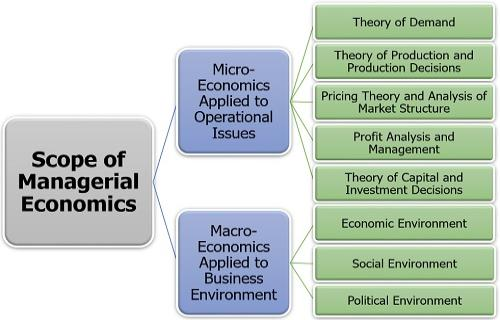 Scope of
Managerial
Economics
Micro-
Economics
Applied to
Operational
Issues
Theory of Demand
Theory of Production and
Production Decisions
Pricing Theory and Analysis of
Market Structure
Profit Analysis and
Management
Theory of Capital and
Investment Decisions
Macro-
Economics
Applied to
Business
Environment
Economic Environment
Social Environment
Political Environment